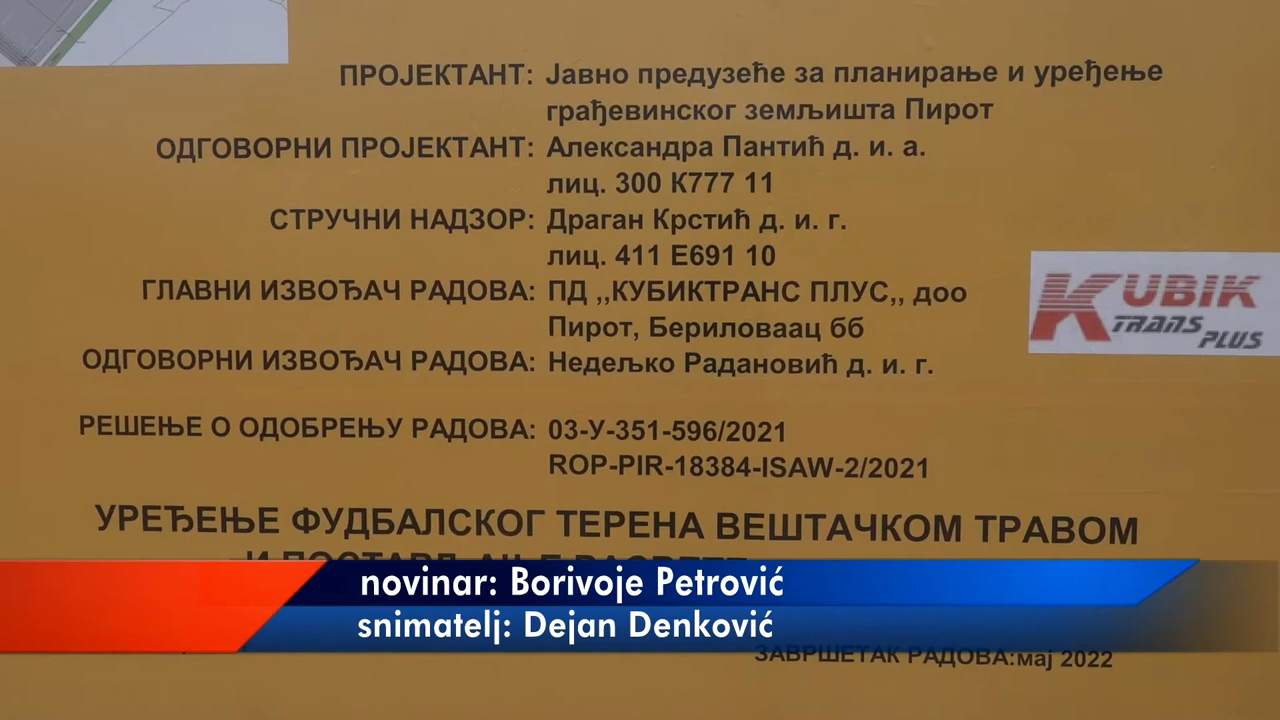 ПРОЈЕКТАНТ: Јавно предузеће за планирање и уређење
грађевинског земљишта Пирот
ОДГОВОРНИ ПРОЈЕКТАНТ: Александра Пантић д. и. а.
лиц. 300 К777 11
СТРУЧНИ НАДЗОР: Драган Крстић д. и. г.
лиц. 411 Е691 10
ГЛАВНИ ИЗВОЂАЧ РАДОВА: ПД ,,КУБИКТРАНС ПЛУС,, доо
Пирот, Бериловаац бб
KUBIK
TRANS PLUS
ОДГОВОРНИ ИЗВОЂАЧ РАДОВА: Недељко Радановић д. и. г.
РЕШЕЊЕ О ОДОБРЕЊУ РАДОВА: 03-У-351-596/2021
ROP-PIR-18384-ISAW-2/2021
УРЕЂЕЊЕ ФУДБАЛСКОГ ТЕРЕНА ВЕШТАЧКОМ ТРАВОМ
novinar: Borivoje Petrović
snimatelj: Dejan Denković
ЗАВРШЕТАК РАДОВА:мај 2022